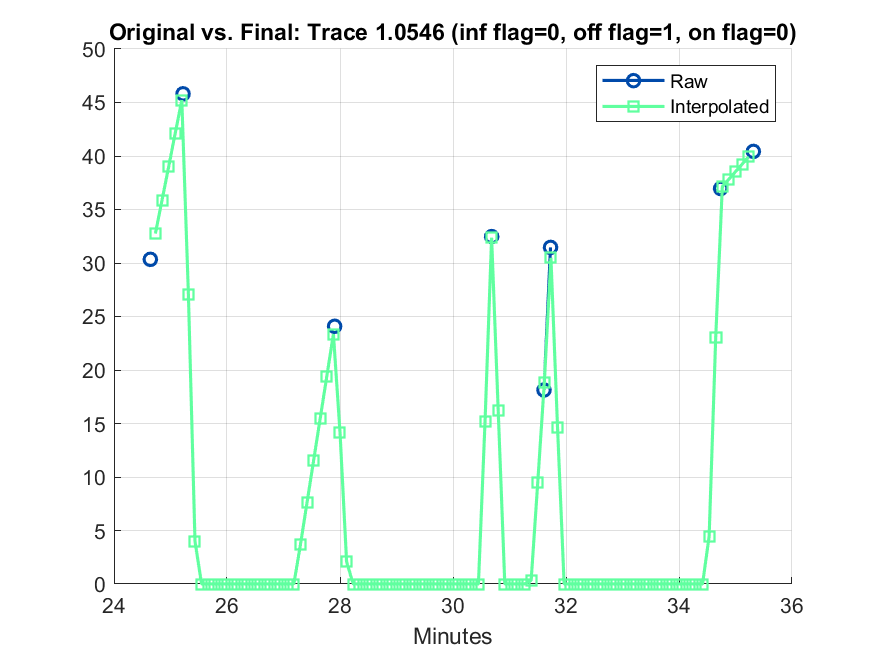 Original vs. Final: Trace 1.0546 (inf flag=0, off flag=1, on flag=0)
50
45
40
35
30
25
20
15
10
5
0
Raw
Interpolated
24 26 28 30 32 34 36
Minutes